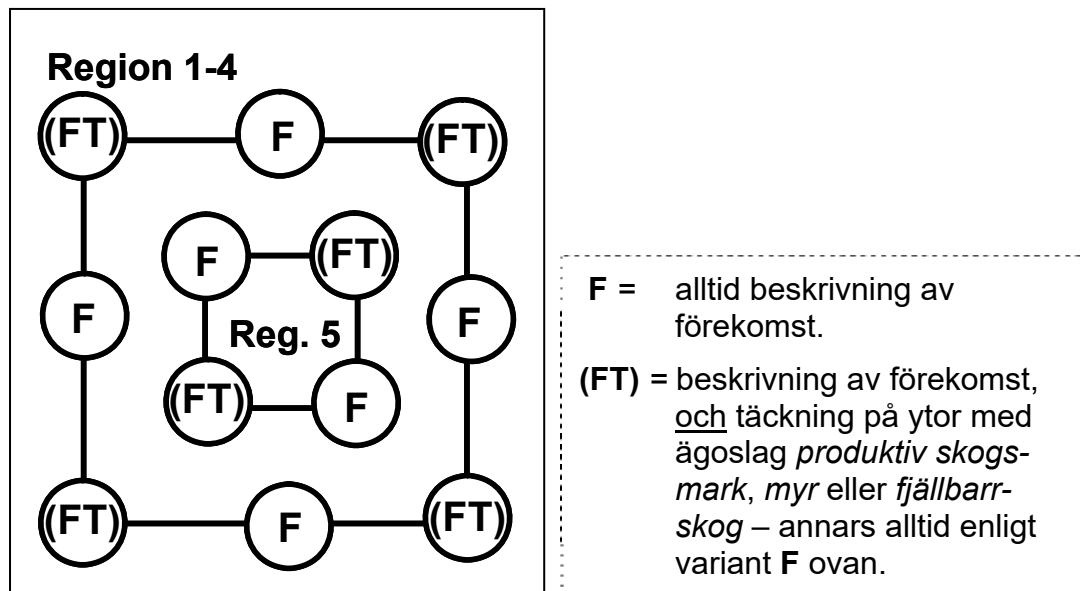 Region 1-4
(FT) F (FT)
F (FT)
F Reg. 5 F
(FT) F
(FT) F (FT)
F = alltid beskrivning av
förekomst.
(FT) = beskrivning av förekomst,
och täckning på ytor med
ägoslag produktiv skogs-
mark, myr eller fjällbarr-
skog – annars alltid enligt
variant F ovan.